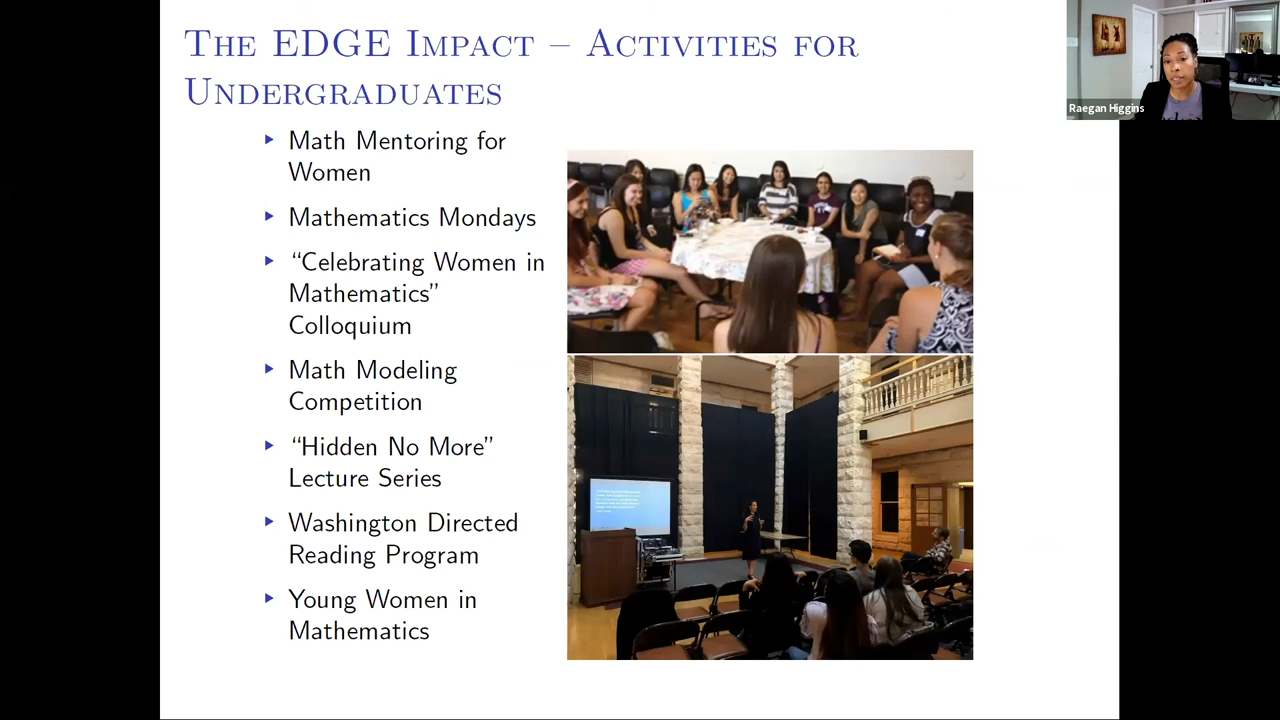 The EDGE Impact – Activities for
Undergraduates
Raegan Higgins
Math Mentoring for
Women
Mathematics Mondays
“Celebrating Women in
Mathematics”
Colloquium
Math Modeling
Competition
“Hidden No More”
Lecture Series
Washington Directed
Reading Program
Young Women in
Mathematics